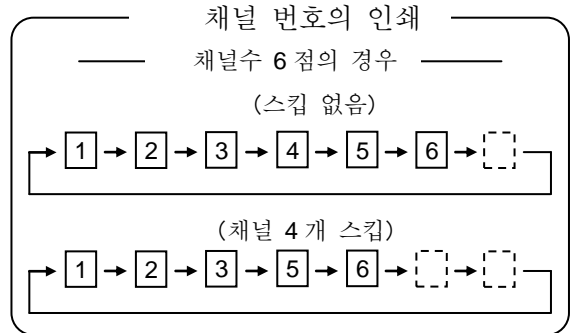 채널 번호의 인쇄
채널수 6 점의 경우
(스킵 없음)
1 2 3 4 5 6
(채널 4 개 스킵)
1 2 3 5 6